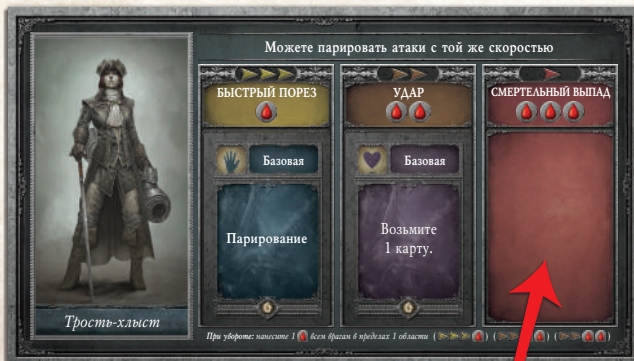 Можете парировать атаки с той же скоростью
БЫСТРЫЙ ПОРЕЗ
УДАР
СМЕРТЕЛЬНЫЙ ВЫПАД
Базовая
Базовая
Парирование
Возьмите
1 карту.
Трость-хлыст
При увороте: нанесите 1 всем врагам в пределах 1 области ( ) ( ) ( )